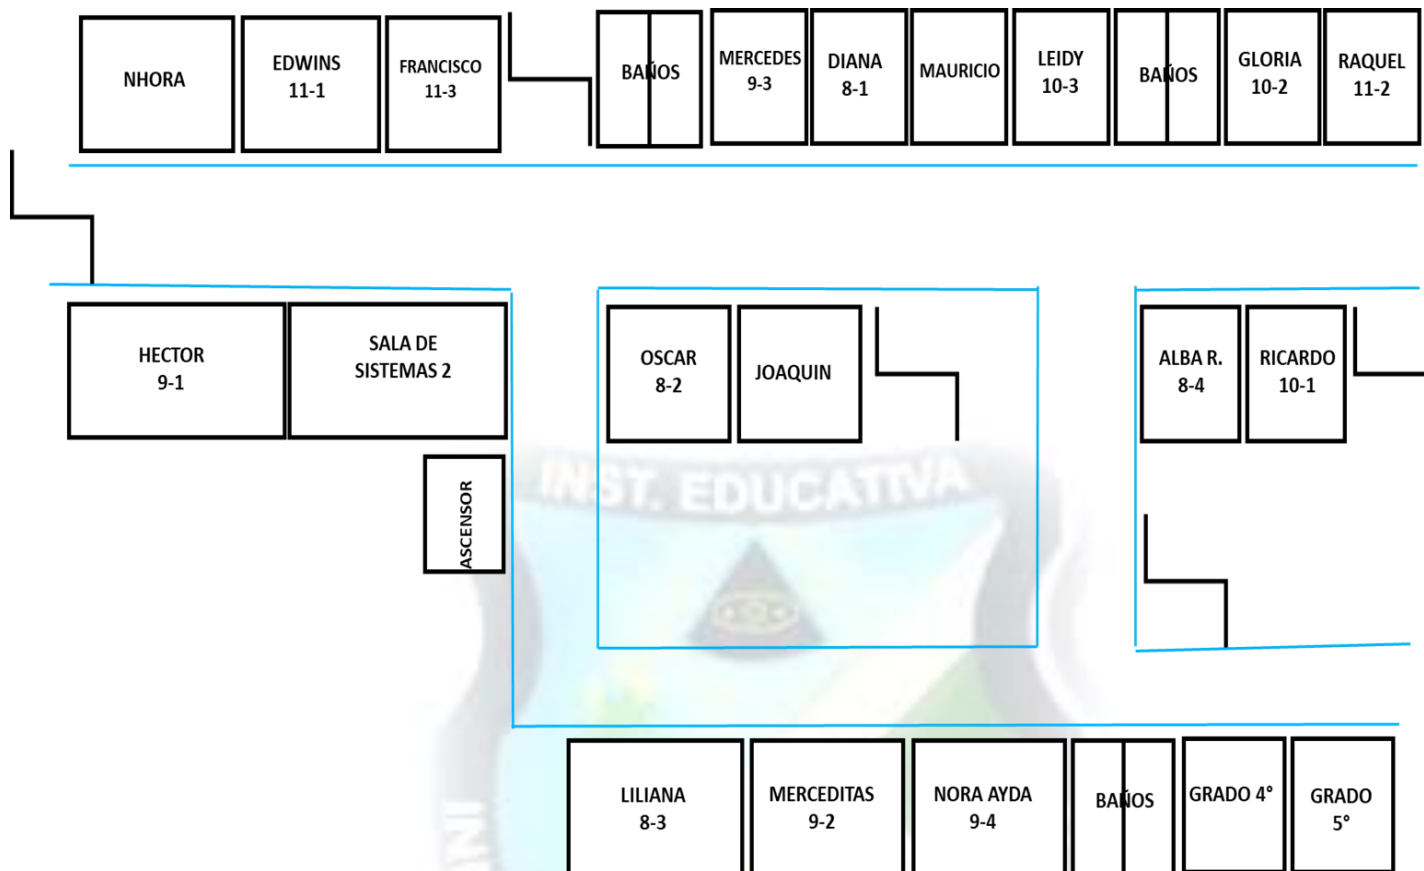 NHORA
EDWINS
11-1
FRANCISCO
11-3
BAÑOS
MERCEDES
9-3
DIANA
8-1
MAURICIO
LEIDY
10-3
BAÑOS
GLORIA
10-2
RAQUEL
11-2
HECTOR
9-1
SALA DE
SISTEMAS 2
OSCAR
8-2
JOAQUIN
ALBA R.
8-4
RICARDO
10-1
ASCENSOR
INST. EDUCATIVA
LILIANA
8-3
MERCEDITAS
9-2
NORA AYDA
9-4
BAÑOS
GRADO 4°
GRADO
5°